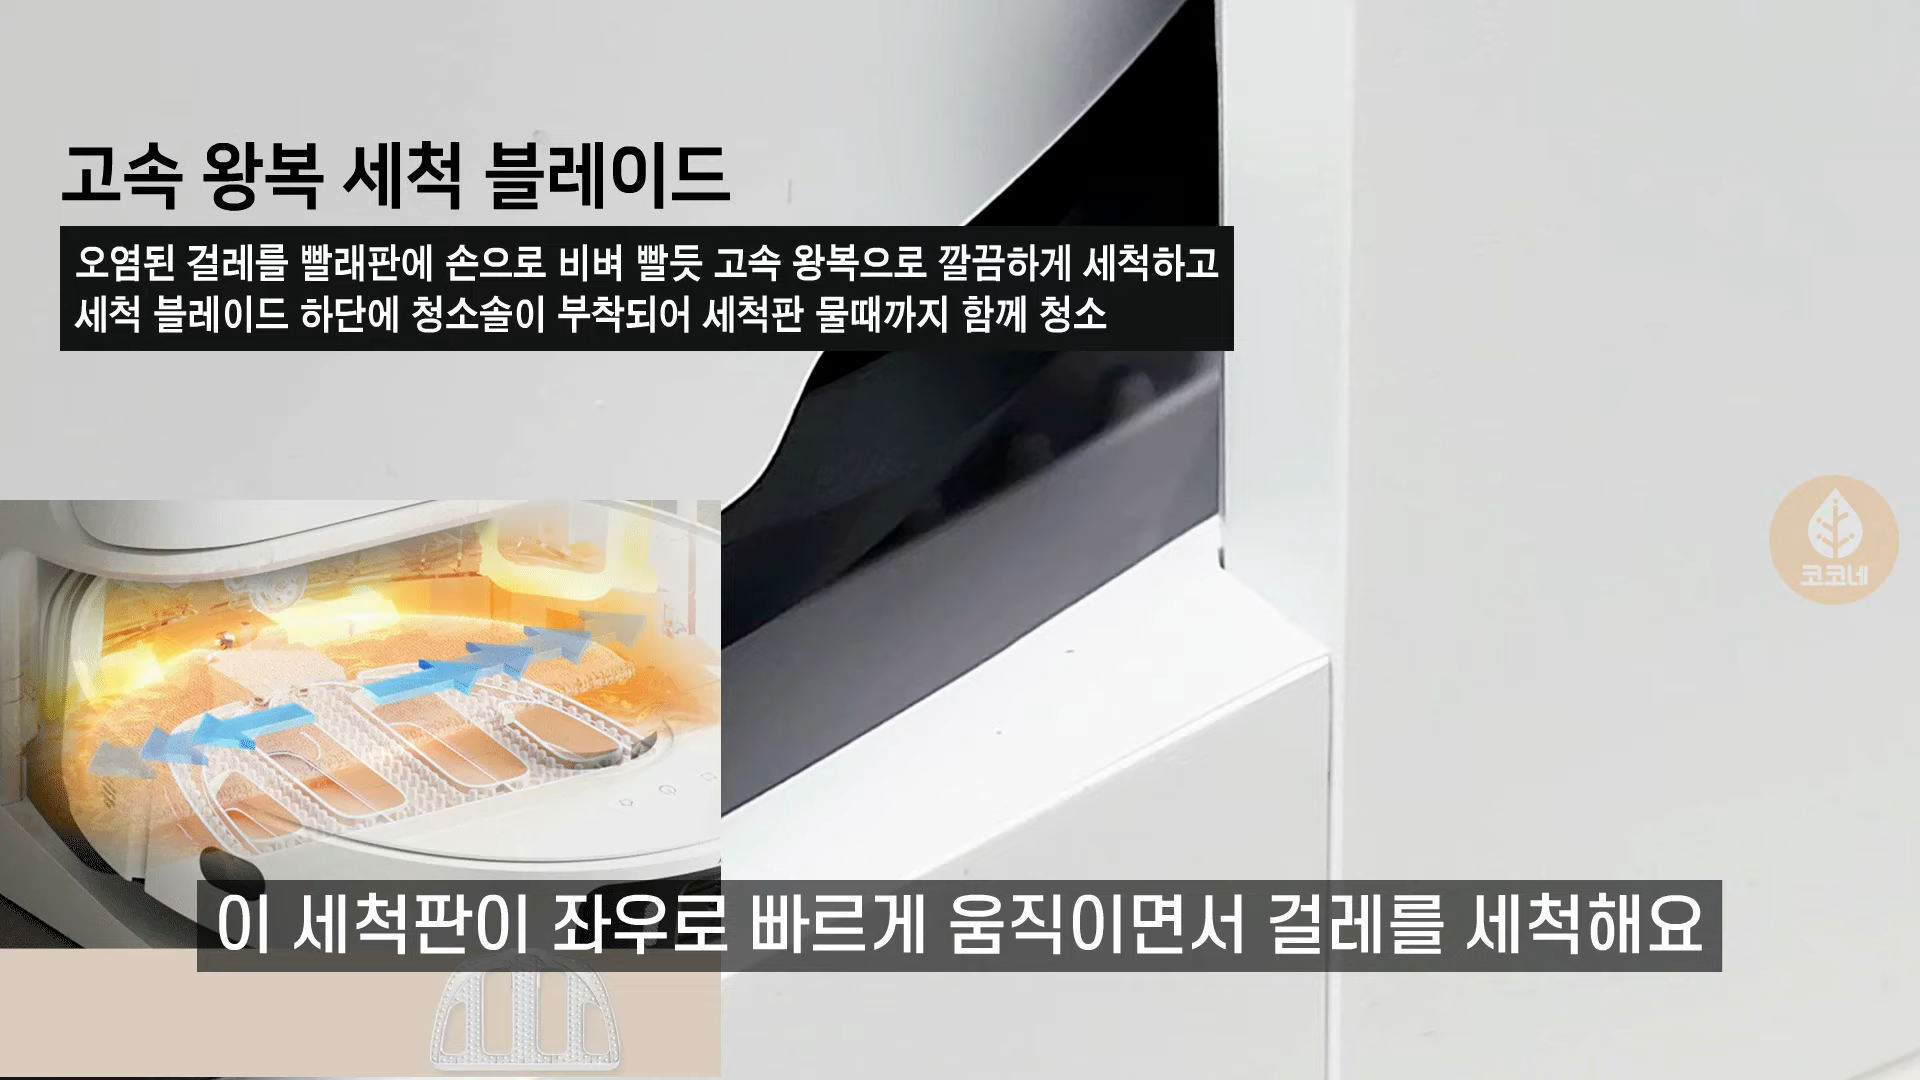 고속 왕복 세척 블레이드
오염된 걸레를 빨래판에 손으로 비벼 빨듯 고속 왕복으로 깔끔하게 세척하고
세척 블레이드 하단에 청소솔이 부착되어 세척판 물때까지 함께 청소
코코네
이 세척판이 좌우로 빠르게 움직이면서 걸레를 세척해요